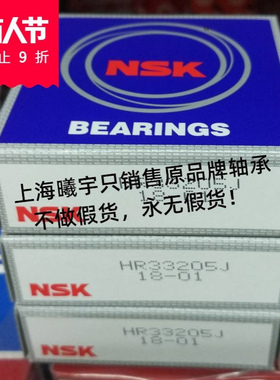 人节
止9折
NSK
BEARINGS
上海曦宇只销售原品牌轴承
HR33205J
不做假货，永无假货！
NSK
HR33205J
18-01
NSK
HR33205J
18-01
NSK